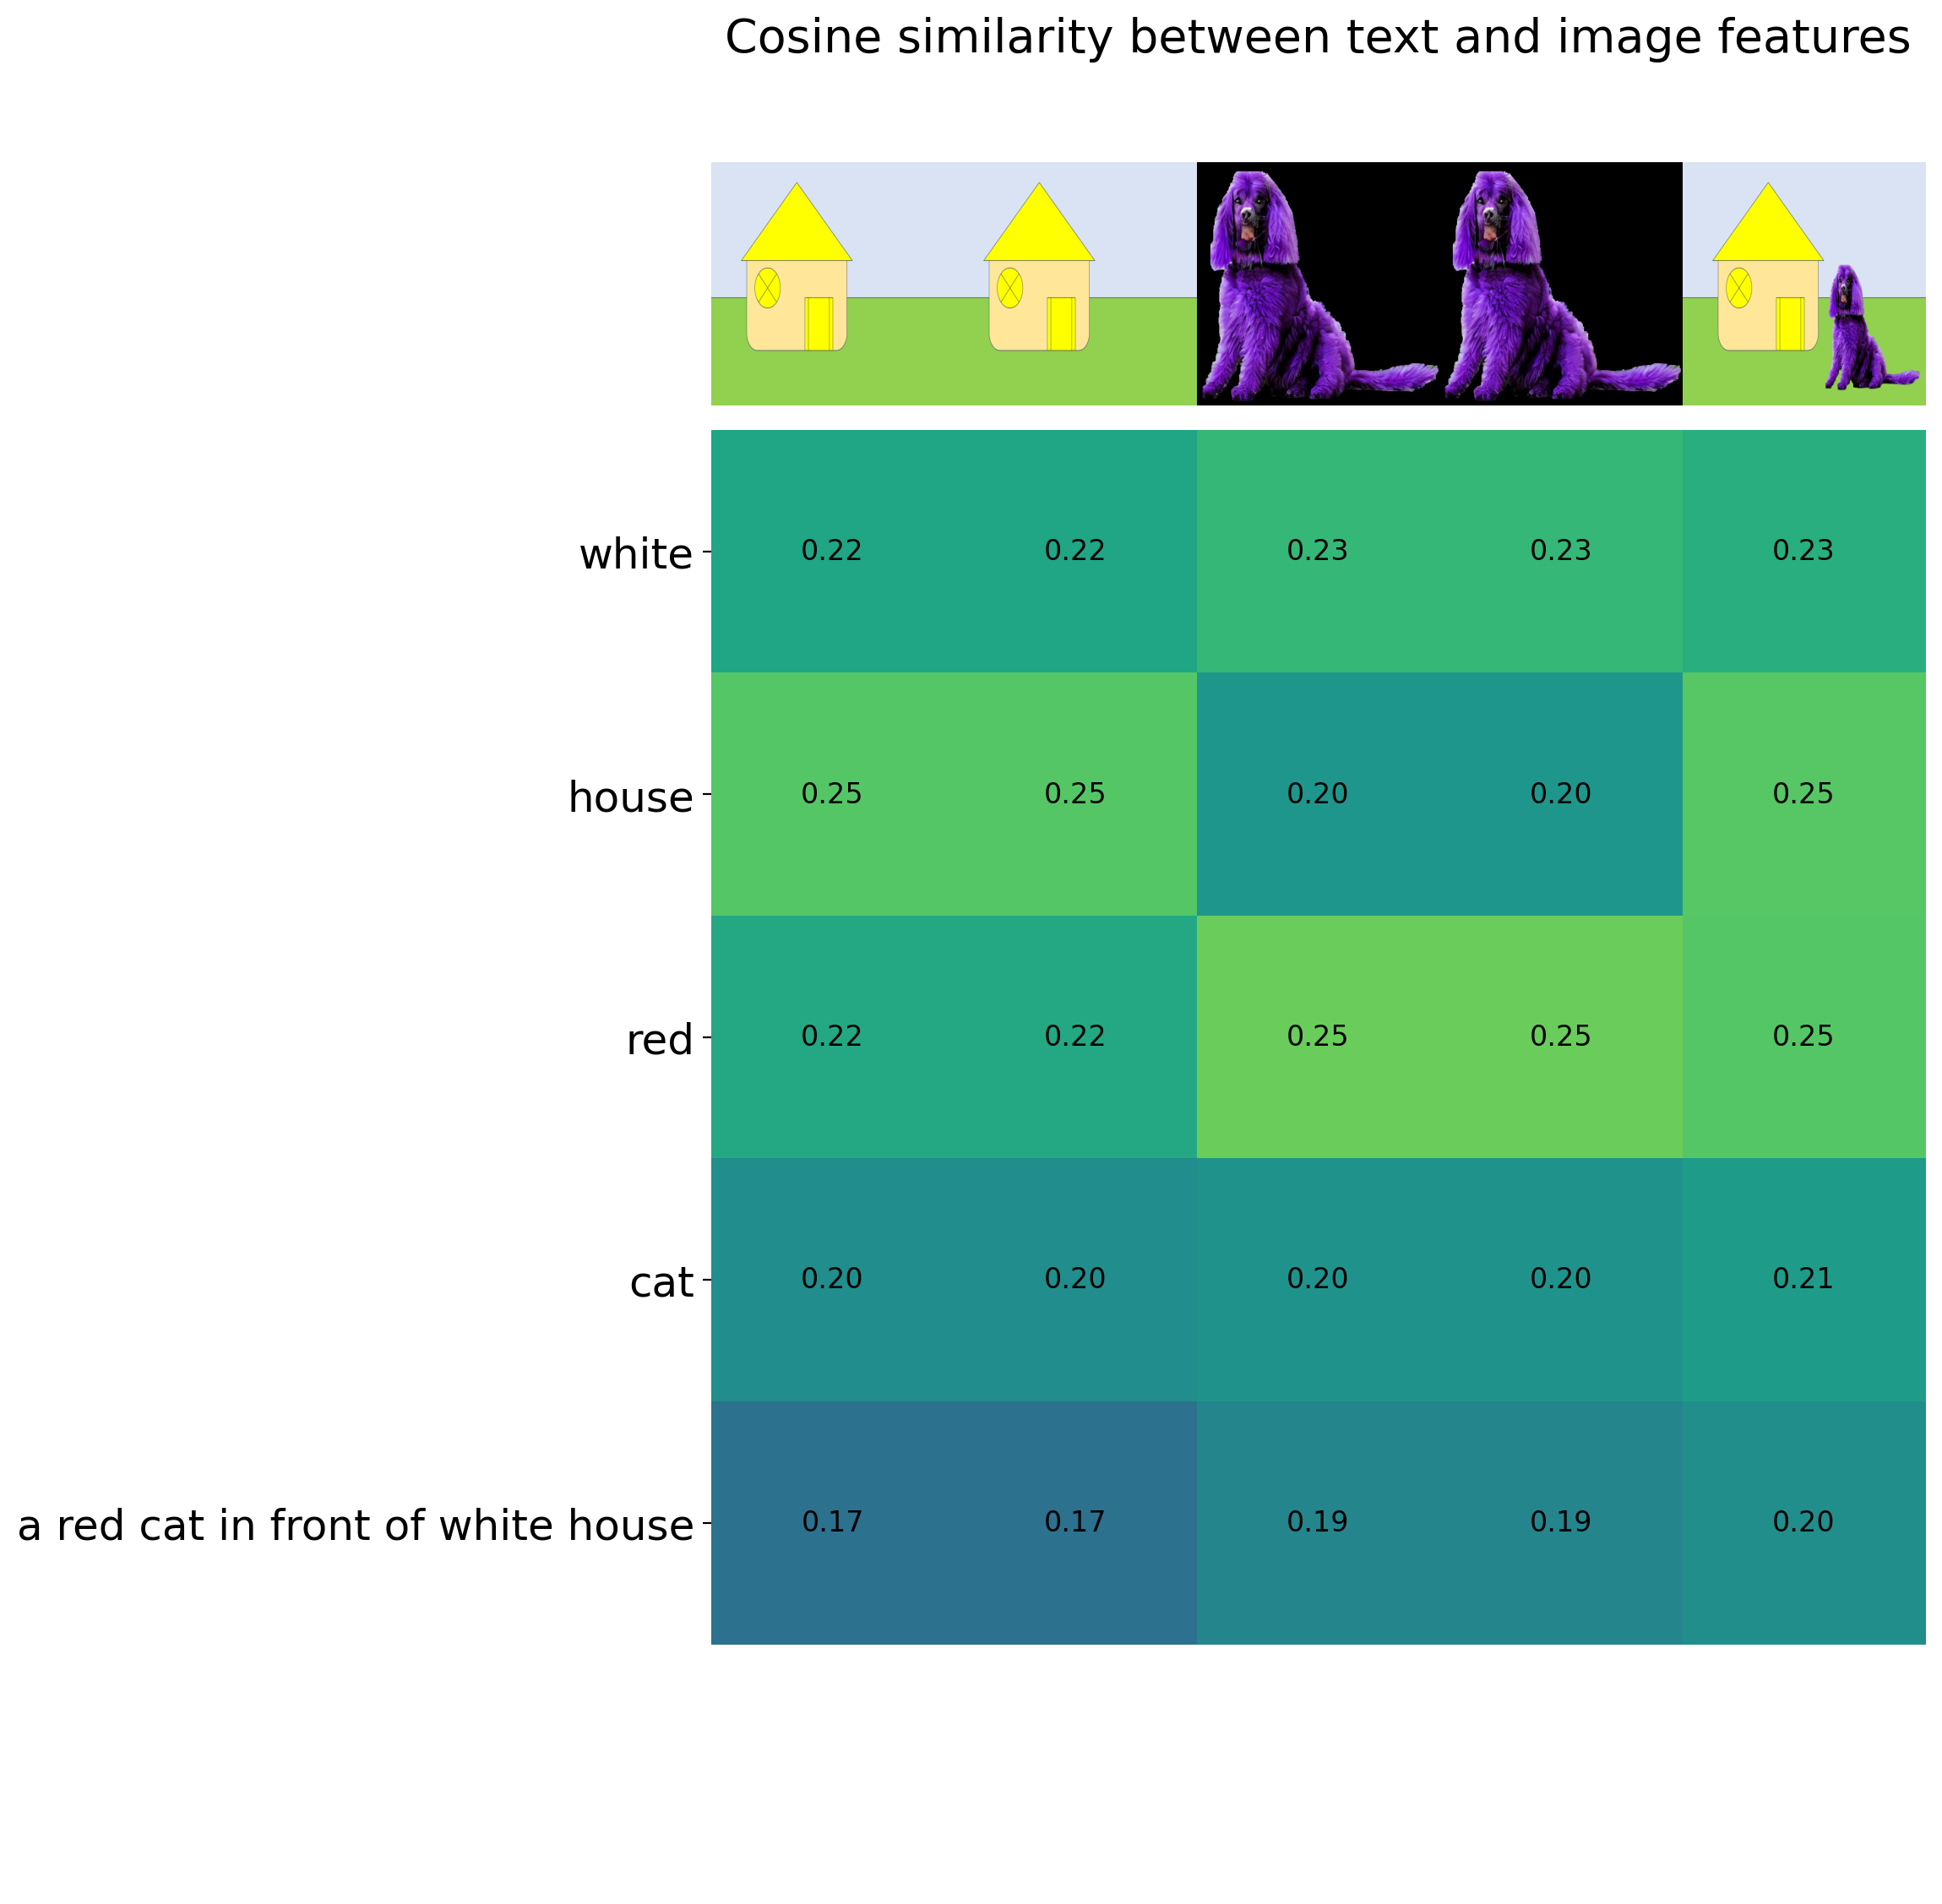 Cosine similarity between text and image features
white 0.22 0.22 0.23 0.23 0.23
house 0.25 0.25 0.20 0.20 0.25
red 0.22 0.22 0.25 0.25 0.25
cat 0.20 0.20 0.20 0.20 0.21
a red cat in front of white house 0.17 0.17 0.19 0.19 0.20